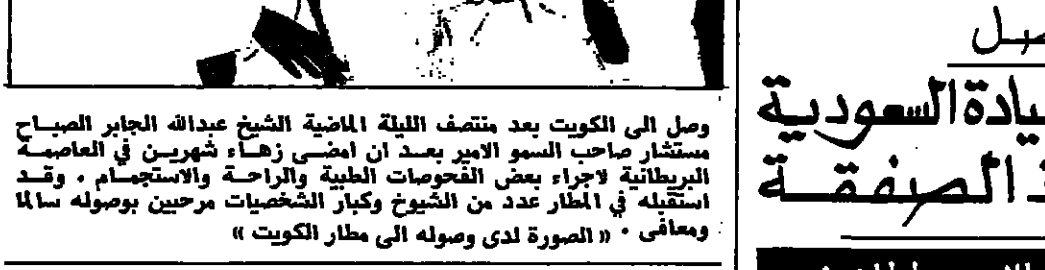 وصل الى الكويت بعد منتصف الليلة الماضية الشيخ عبدالله الجابر الصباح
مستشار صاحب السمو الامير بعد ان امضى زهاء شهرين في العاصمة
البريطانية لاجراء بعض الفحوصات الطبية والراحة والاستجمام ٠ وقد
استقبله في المطار عدد من الشيوخ وكبار الشخصيات مرحبين بوصوله سالما
ومعافى ٠ « الصورة لدى وصوله الى مطار الكويت »
السعودية
الصفقة